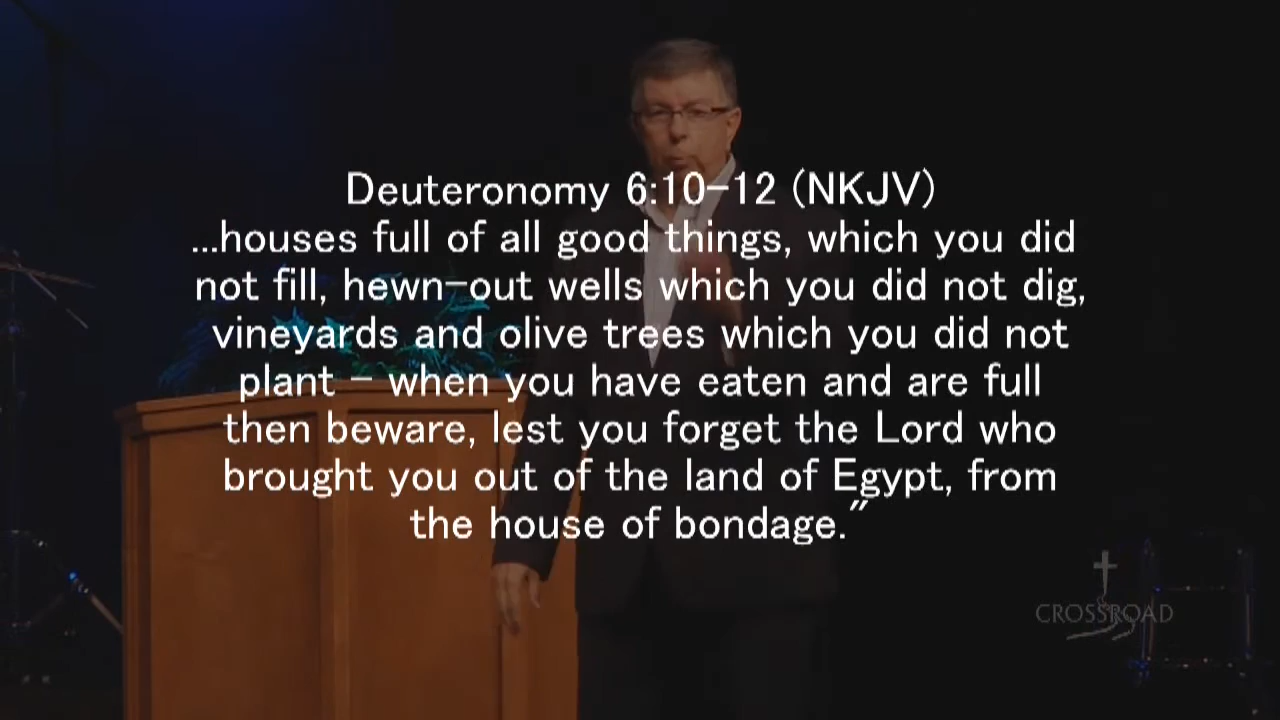 Deuteronomy 6:10-12 (NKJV)
...houses full of all good things, which you did
not fill, hewn-out wells which you did not dig,
vineyards and olive trees which you did not
plant - when you have eaten and are full
then beware, lest you forget the Lord who
brought you out of the land of Egypt, from
the house of bondage."
CROSSROAD